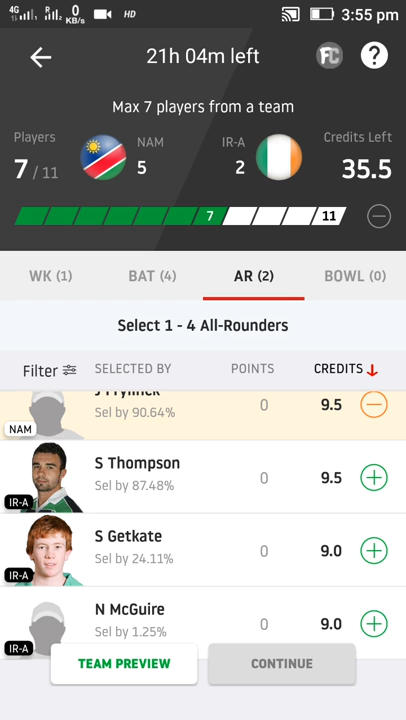 4G R 0 KB/s HD 3:55 pm
21h 04m left FC ?
Max 7 players from a team
Players NAM IR-A Credits Left
7 / 11 5 2 35.5
7 11
WK (1) BAT (4) AR (2) BOWL (0)
Select 1 - 4 All-Rounders
Filter SELECTED BY POINTS CREDITS
J Frylinck
Sel by 90.64% 0 9.5
NAM
S Thompson
Sel by 87.48% 0 9.5
IR-A
S Getkate
Sel by 24.11% 0 9.0
IR-A
N McGuire
Sel by 1.25% 0 9.0
IR-A
TEAM PREVIEW CONTINUE